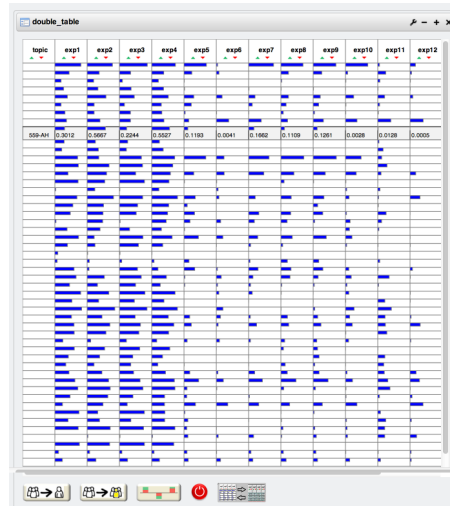 double_table
topic exp1 exp2 exp3 exp4 exp5 exp6 exp7 exp8 exp9 exp10 exp11 exp12
559-AH 0.3012 0.5667 0.2244 0.5527 0.1193 0.0041 0.1662 0.1109 0.1261 0.0028 0.0128 0.0005